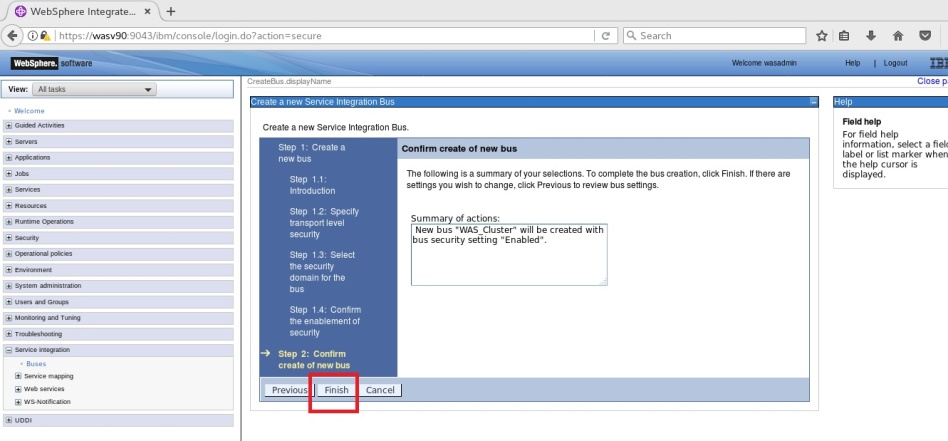 WebSphere Integrate... × +
https://wasv90:9043/ibm/console/login.do?action=secure
Search
WebSphere. software
Welcome wasadmin
Help | Logout
IBM
View: All tasks
Welcome
Guided Activities
Servers
Applications
Jobs
Services
Resources
Runtime Operations
Security
Operational policies
Environment
System administration
Users and Groups
Monitoring and Tuning
Troubleshooting
Service integration
Buses
Service mapping
Web services
WS-Notification
UDDI
CreateBus.displayName
Close p
Create a new Service Integration Bus
Create a new Service Integration Bus.
Step 1: Create a
new bus
Step 1.1:
Introduction
Step 1.2: Specify
transport level
security
Step 1.3: Select
the security
domain for the
bus
Step 1.4: Confirm
the enablement of
security
Step 2: Confirm
create of new bus
Confirm create of new bus
The following is a summary of your selections. To complete the bus creation, click Finish. If there are
settings you wish to change, click Previous to review bus settings.
Summary of actions:
New bus "WAS_Cluster" will be created with
bus security setting "Enabled".
Previous Finish Cancel
Help
Field help
For field help
information, select a field
label or list marker when
the help cursor is
displayed.